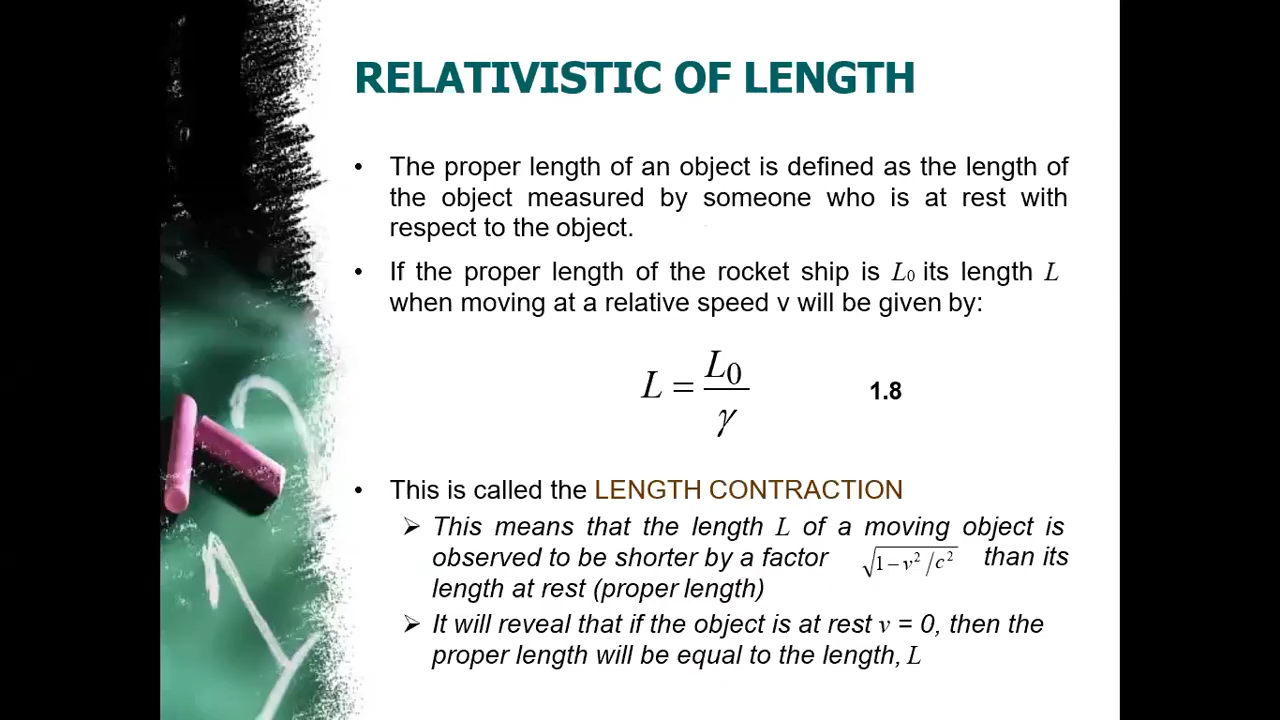 RELATIVISTIC OF LENGTH
• The proper length of an object is defined as the length of
the object measured by someone who is at rest with
respect to the object.
• If the proper length of the rocket ship is L₀ its length L
when moving at a relative speed v will be given by:
L = L₀/γ 1.8
• This is called the LENGTH CONTRACTION
➢ This means that the length L of a moving object is
observed to be shorter by a factor √(1−v²/c²) than its
length at rest (proper length)
➢ It will reveal that if the object is at rest v = 0, then the
proper length will be equal to the length, L